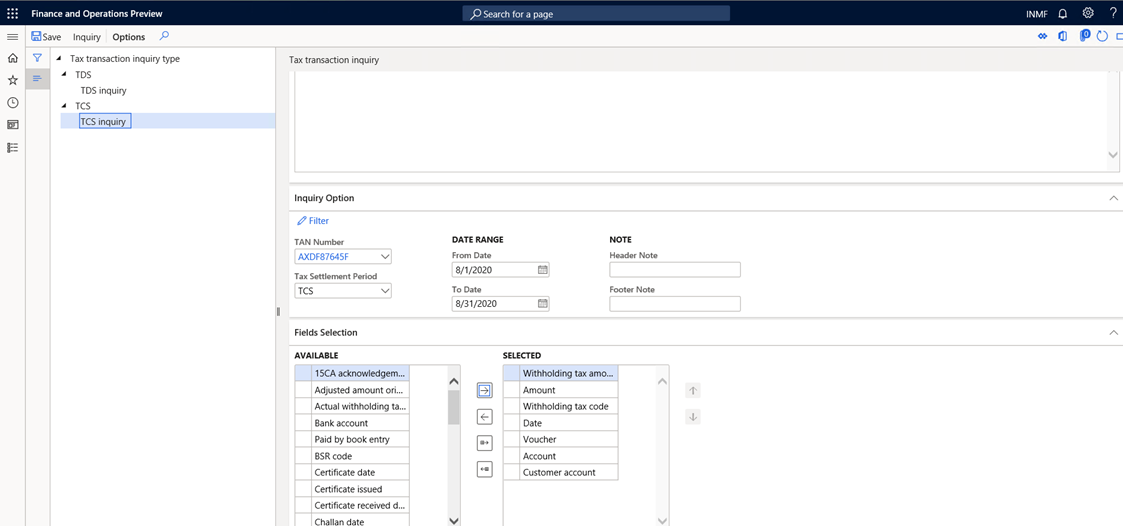 Finance and Operations Preview
Search for a page
INMF
?
Save Inquiry Options
0
Tax transaction inquiry type
TDS
TDS inquiry
TCS
TCS inquiry
Tax transaction inquiry
Inquiry Option
Filter
TAN Number
AXDF87645F
Tax Settlement Period
TCS
DATE RANGE
From Date
8/1/2020
To Date
8/31/2020
NOTE
Header Note
Footer Note
Fields Selection
AVAILABLE
15CA acknowledgem...
Adjusted amount ori...
Actual withholding ta...
Bank account
Paid by book entry
BSR code
Certificate date
Certificate issued
Certificate received d...
Challan date
SELECTED
Withholding tax amo...
Amount
Withholding tax code
Date
Voucher
Account
Customer account